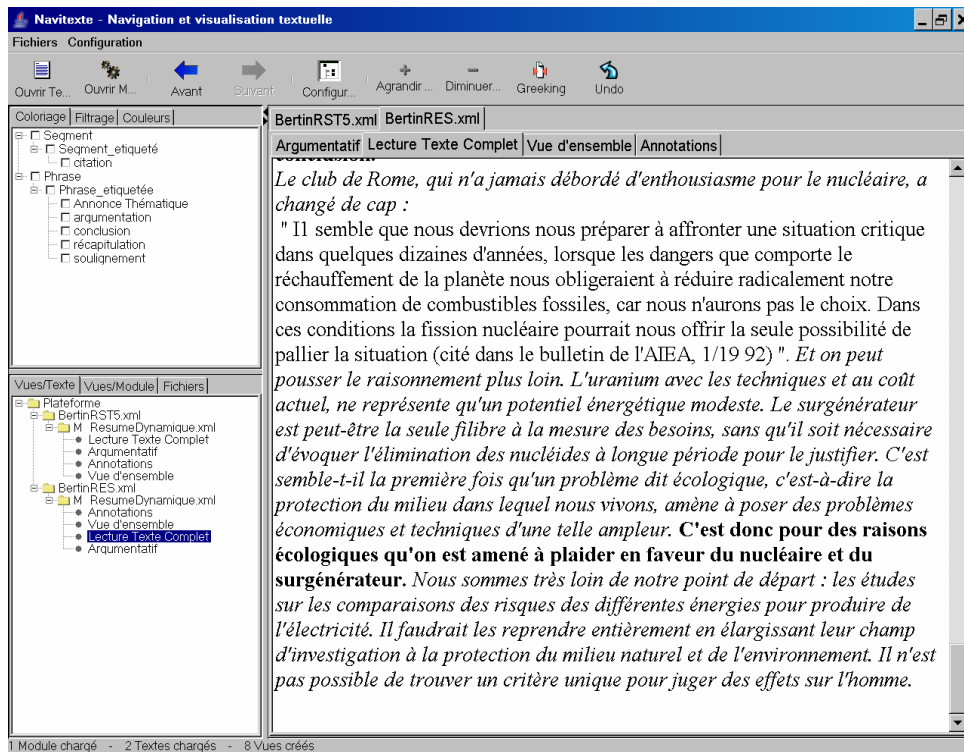 Navitexte - Navigation et visualisation textuelle
Fichiers Configuration
Ouvrir Te... Ouvrir M... Avant Suivant Configur... Agrandir ... Diminuer... Greeking Undo
Coloriage Filtrage Couleurs
Segment
Segment_etiqueté
citation
Phrase
Phrase_etiquetée
Annonce Thématique
argumentation
conclusion
récapitulation
soulignement
Vues/Texte Vues/Module Fichiers
Plateforme
BertinRST5.xml
M ResumeDynamique.xml
Lecture Texte Complet
Argumentatif
Annotations
Vue d'ensemble
BertinRES.xml
M ResumeDynamique.xml
Annotations
Vue d'ensemble
Lecture Texte Complet
Argumentatif
BertinRST5.xml BertinRES.xml
Argumentatif Lecture Texte Complet Vue d'ensemble Annotations
conclusion.
Le club de Rome, qui n'a jamais débordé d'enthousiasme pour le nucléaire, a
changé de cap :
" I1 semble que nous devrions nous préparer à affronter une situation critique
dans quelques dizaines d'années, lorsque les dangers que comporte le
réchauffement de la planète nous obligeraient à réduire radicalement notre
consommation de combustibles fossiles, car nous n'aurons pas le choix. Dans
ces conditions la fission nucléaire pourrait nous offrir la seule possibilité de
pallier la situation (cité dans le bulletin de l'AIEA, 1/19 92) ". Et on peut
pousser le raisonnement plus loin. L'uranium avec les techniques et au coût
actuel, ne représente qu'un potentiel énergétique modeste. Le surgénérateur
est peut-être la seule filibre à la mesure des besoins, sans qu'il soit nécessaire
d'évoquer l'élimination des nucléides à longue période pour le justifier. C'est
semble-t-il la première fois qu'un problème dit écologique, c'est-à-dire la
protection du milieu dans lequel nous vivons, amène à poser des problèmes
économiques et techniques d'une telle ampleur. C'est donc pour des raisons
écologiques qu'on est amené à plaider en faveur du nucléaire et du
surgénérateur. Nous sommes très loin de notre point de départ : les études
sur les comparaisons des risques des différentes énergies pour produire de
l'électricité. Il faudrait les reprendre entièrement en élargissant leur champ
d'investigation à la protection du milieu naturel et de l'environnement. Il n'est
pas possible de trouver un critère unique pour juger des effets sur l'homme.
1 Module chargé - 2 Textes chargés - 8 Vues créés